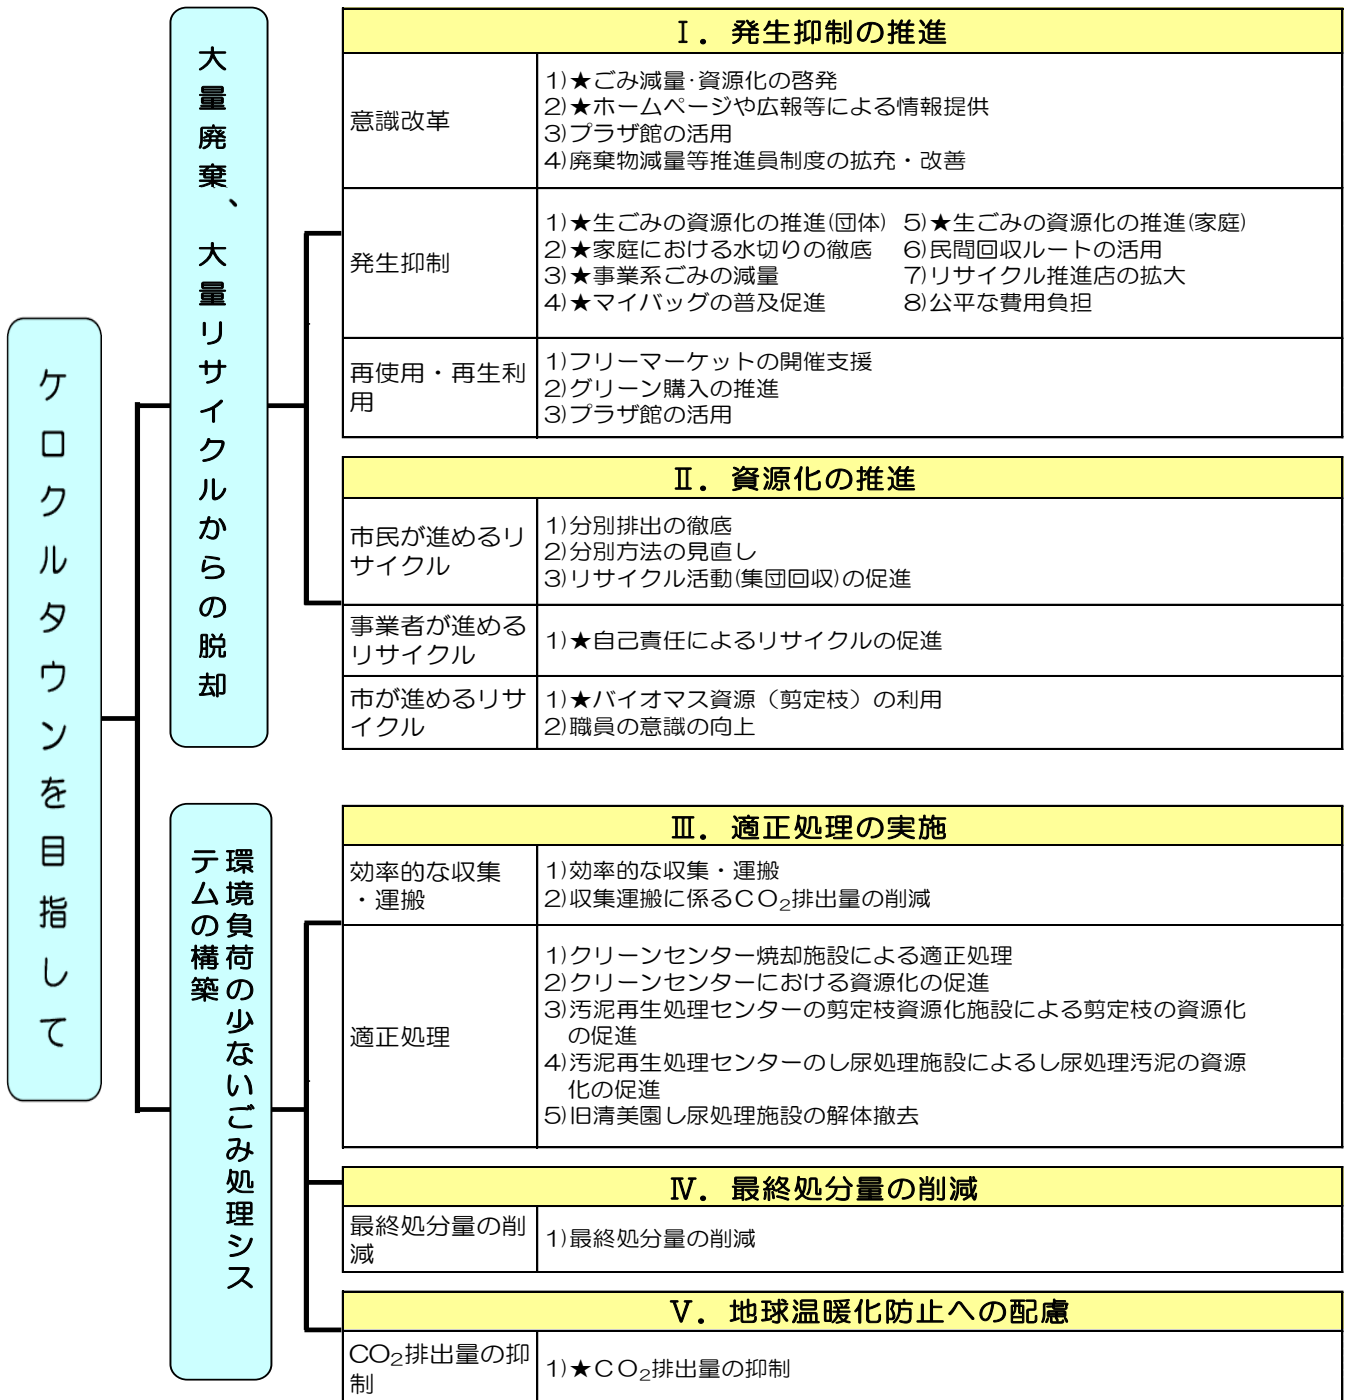 ケロクルタウンを目指して
大量廃棄、大量リサイクルからの脱却
Ⅰ．発生抑制の推進
意識改革
1)★ごみ減量・資源化の啓発
2)★ホームページや広報等による情報提供
3)プラザ館の活用
4)廃棄物減量等推進員制度の拡充・改善
発生抑制
1)★生ごみの資源化の推進(団体) 5)★生ごみの資源化の推進(家庭)
2)★家庭における水切りの徹底 6)民間回収ルートの活用
3)★事業系ごみの減量 7)リサイクル推進店の拡大
4)★マイバッグの普及促進 8)公平な費用負担
再使用・再生利
用
1)フリーマーケットの開催支援
2)グリーン購入の推進
3)プラザ館の活用
Ⅱ．資源化の推進
市民が進めるリ
サイクル
1)分別排出の徹底
2)分別方法の見直し
3)リサイクル活動(集団回収)の促進
事業者が進める
リサイクル
1)★自己責任によるリサイクルの促進
市が進めるリサ
イクル
1)★バイオマス資源（剪定枝）の利用
2)職員の意識の向上
環境負荷の少ないごみ処理シス
テムの構築
Ⅲ．適正処理の実施
効率的な収集
・運搬
1)効率的な収集・運搬
2)収集運搬に係るＣＯ₂排出量の削減
適正処理
1)クリーンセンター焼却施設による適正処理
2)クリーンセンターにおける資源化の促進
3)汚泥再生処理センターの剪定枝資源化施設による剪定枝の資源化
の促進
4)汚泥再生処理センターのし尿処理施設によるし尿処理汚泥の資源
化の促進
5)旧清美園し尿処理施設の解体撤去
Ⅳ．最終処分量の削減
最終処分量の削
減
1)最終処分量の削減
Ⅴ．地球温暖化防止への配慮
CO₂排出量の抑
制
1)★ＣＯ₂排出量の抑制